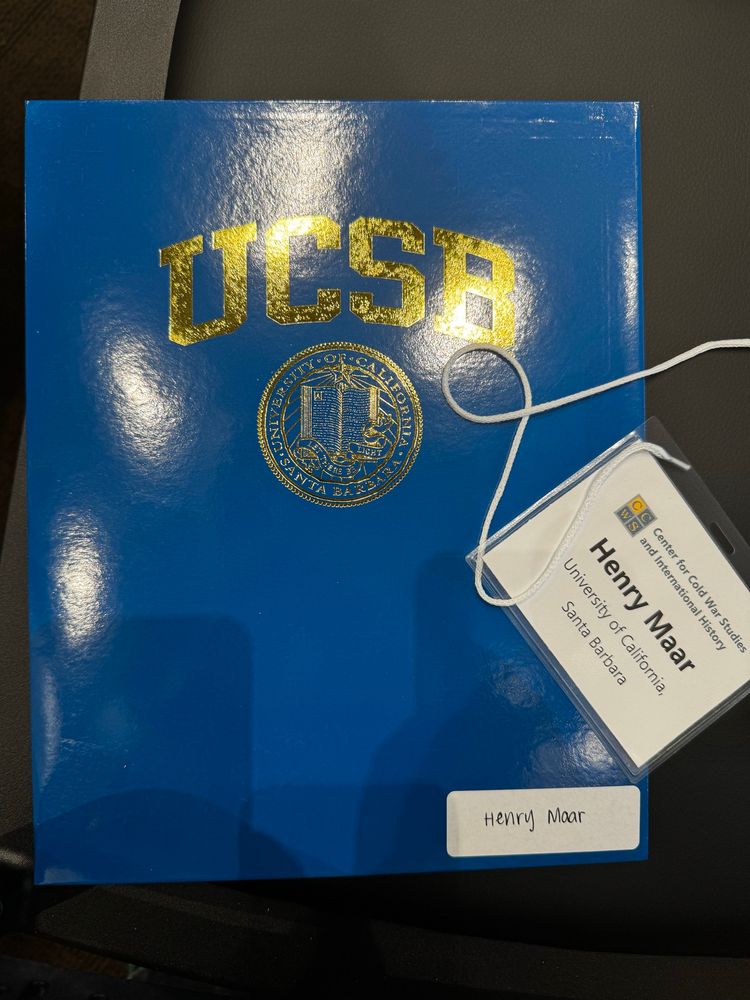 UCSB
UNIVERSITY·OF·CALIFORNIA·
SANTA BARBARA·
LET THERE BE LIGHT
CCWS
Center for Cold War Studies
and International History
Henry Maar
University of California,
Santa Barbara
Henry Maar